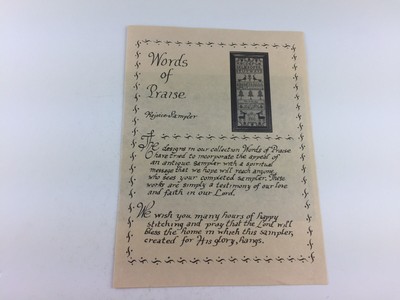 Words
of
Praise
Rejoice Sampler
The designs in our collection Words of Praise
have tried to incorporate the appeal of
an antique sampler with a spiritual
message that we hope will reach anyone
who sees your completed sampler. These
works are simply a testimony of our love
and faith in our Lord.
We wish you many hours of happy
stitching and pray that the Lord will
bless the home in which this sampler,
created for His glory, hangs.